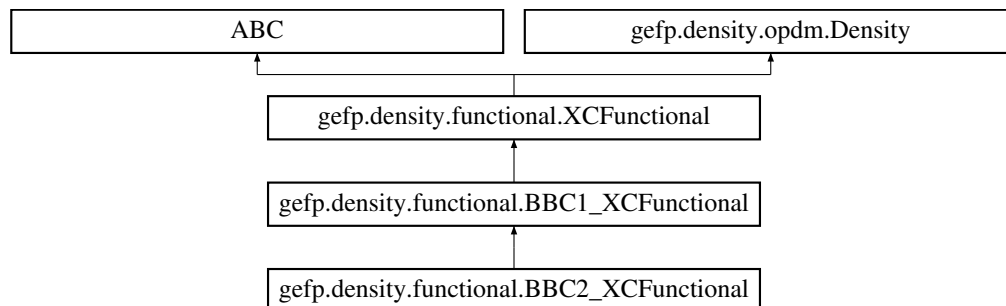 ABC
gefp.density.opdm.Density
gefp.density.functional.XCFunctional
gefp.density.functional.BBC1_XCFunctional
gefp.density.functional.BBC2_XCFunctional